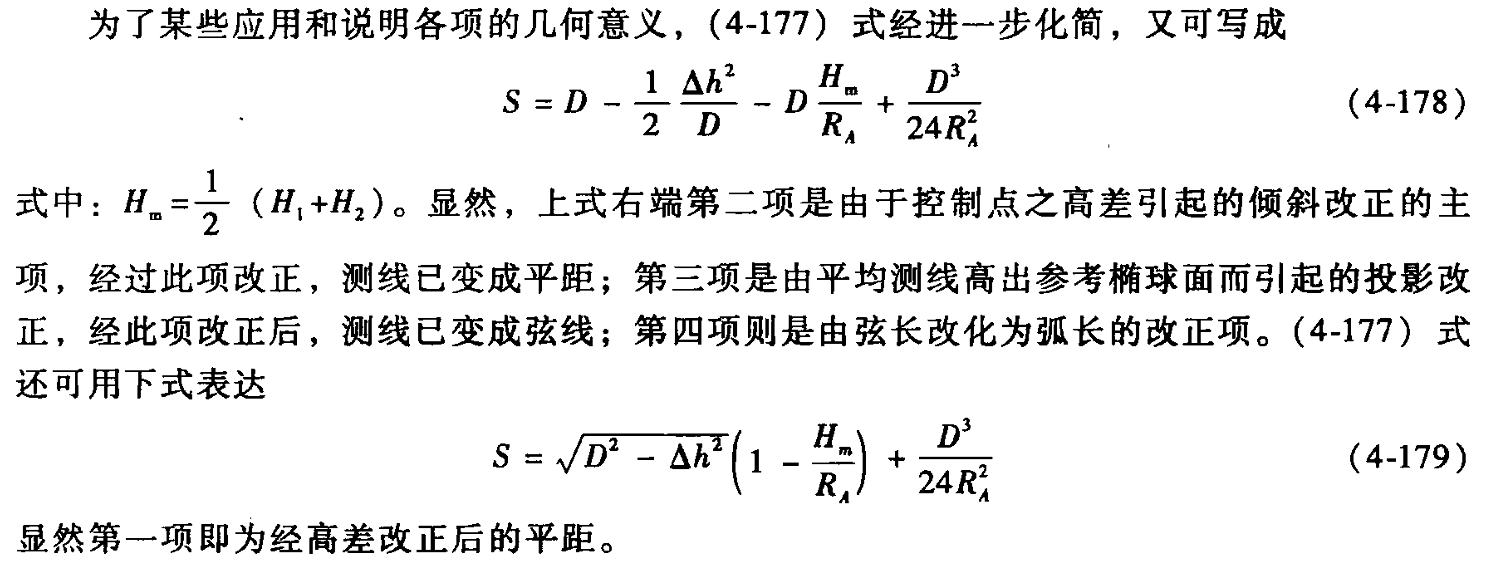 为了某些应用和说明各项的几何意义，(4-177) 式经进一步化简，又可写成
S = D - \frac{1}{2} \frac{\Delta h^2}{D} - D \frac{H_m}{R_A} + \frac{D^3}{24R_A^2} (4-178)
式中：H_m = \frac{1}{2} (H_1+H_2)。显然，上式右端第二项是由于控制点之高差引起的倾斜改正的主
项，经过此项改正，测线已变成平距；第三项是由平均测线高出参考椭球面而引起的投影改
正，经此项改正后，测线已变成弦线；第四项则是由弦长改化为弧长的改正项。(4-177) 式
还可用下式表达
S = \sqrt{D^2 - \Delta h^2} \left(1 - \frac{H_m}{R_A}\right) + \frac{D^3}{24R_A^2} (4-179)
显然第一项即为经高差改正后的平距。